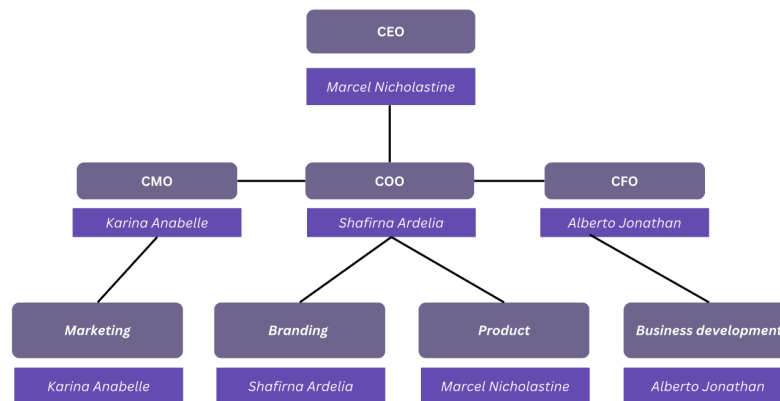 CEO
Marcel Nicholastine
CMO
COO
CFO
Karina Anabelle
Shafirna Ardelia
Alberto Jonathan
Marketing
Branding
Product
Business development
Karina Anabelle
Shafirna Ardelia
Marcel Nicholastine
Alberto Jonathan